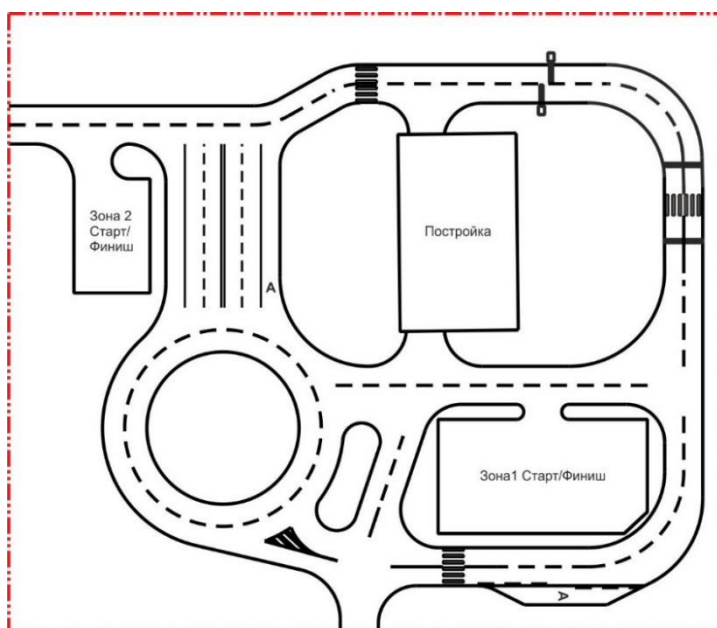 Зона 2
Старт/
Финиш
Постройка
А
Зона1 Старт/Финиш
А